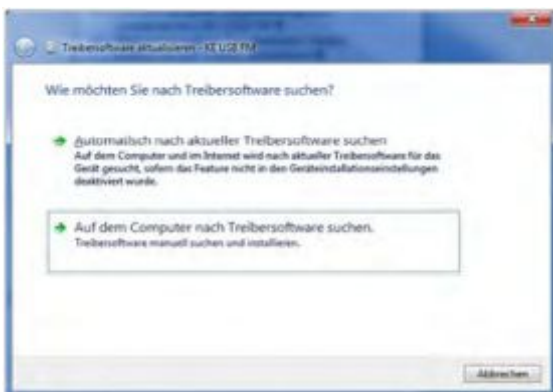 Treibersoftware aktualisieren - KE USB RM
Wie möchten Sie nach Treibersoftware suchen?
Automatisch nach aktueller Treibersoftware suchen
Auf dem Computer und im Internet wird nach aktueller Treibersoftware für das
Gerät gesucht, sofern das Feature nicht in den Geräteinstallationseinstellungen
deaktiviert wurde.
Auf dem Computer nach Treibersoftware suchen.
Treibersoftware manuell suchen und installieren.
Abbrechen